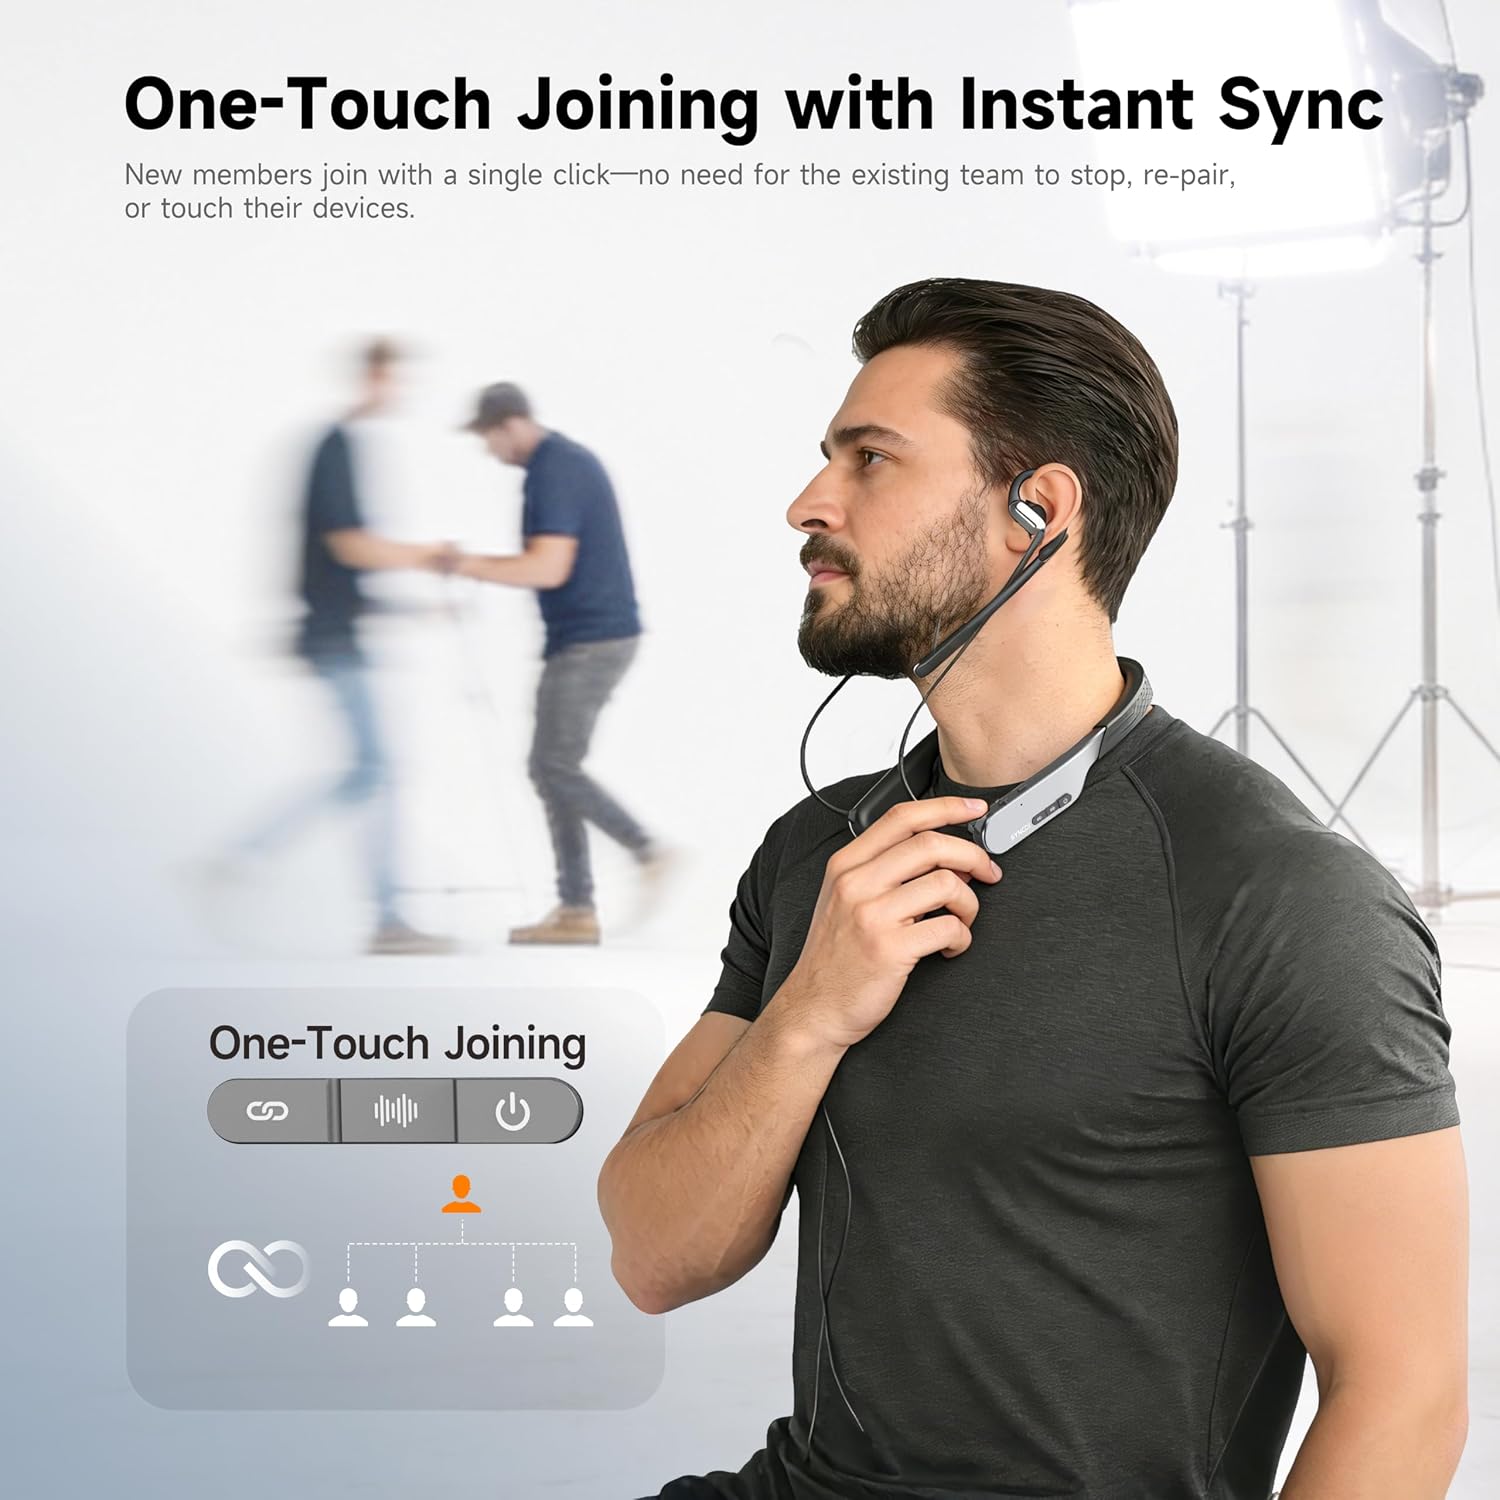 One-Touch Joining with Instant Sync
New members join with a single click—no need for the existing team to stop, re-pair,
or touch their devices.
SYNCO
One-Touch Joining